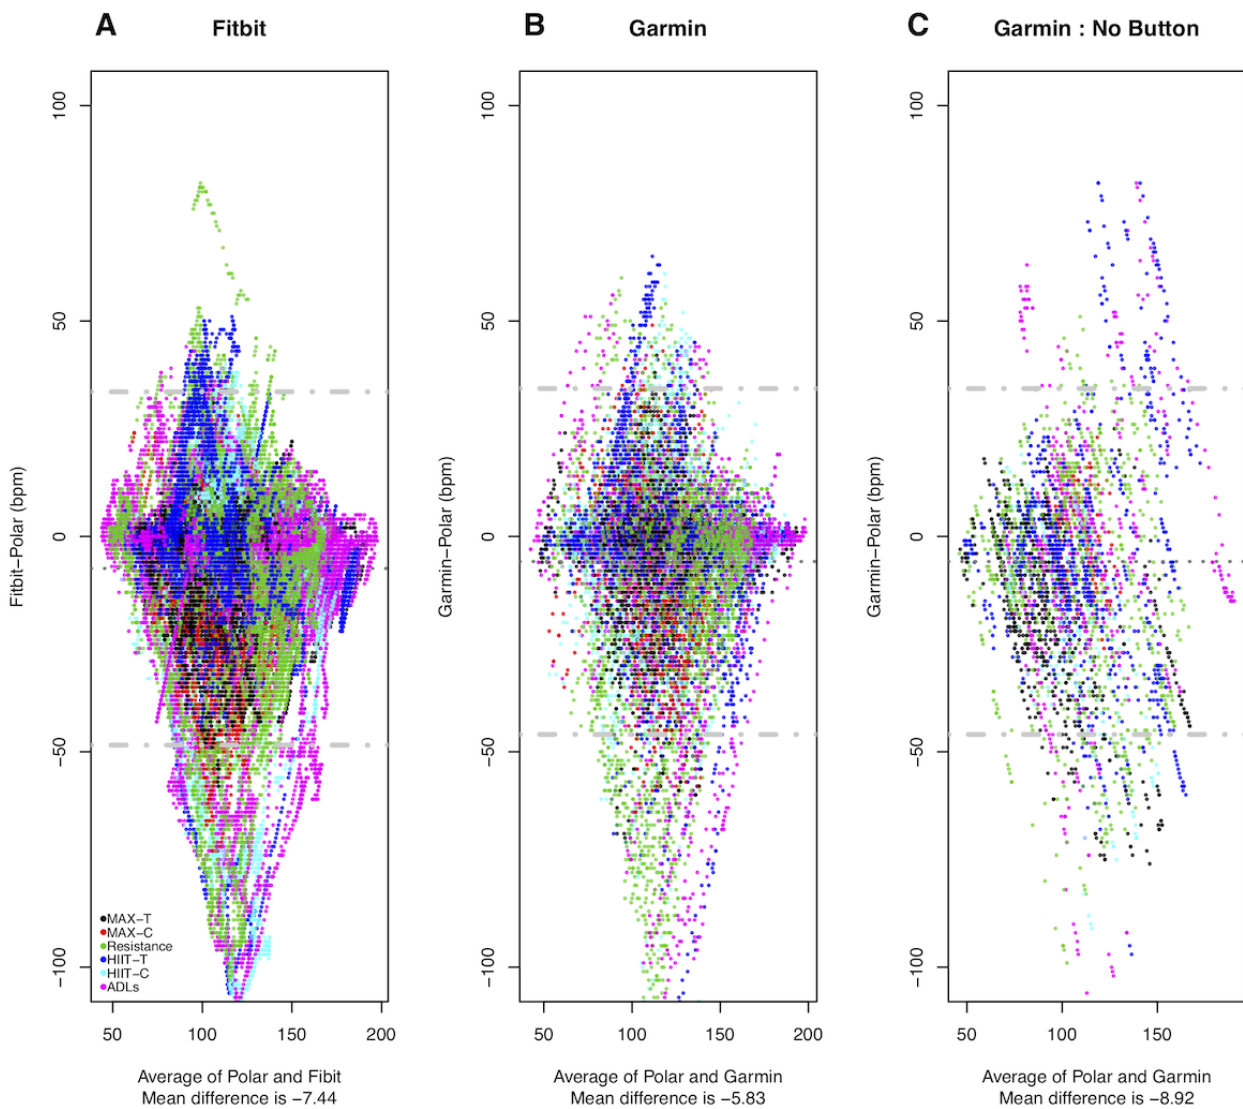 A Fitbit
B Garmin
C Garmin : No Button
Fitbit−Polar (bpm)
100
50
0
−50
−100
MAX−T
MAX−C
Resistance
HIIT−T
HIIT−C
ADLs
50 100 150 200
Average of Polar and Fibit
Mean difference is −7.44
Garmin−Polar (bpm)
100
50
0
−50
−100
50 100 150 200
Average of Polar and Garmin
Mean difference is −5.83
Garmin−Polar (bpm)
100
50
0
−50
−100
50 100 150
Average of Polar and Garmin
Mean difference is −8.92